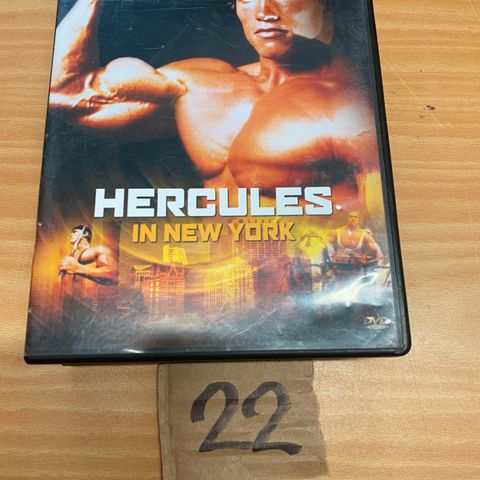 HERCULES
IN NEW YORK
DVD
22